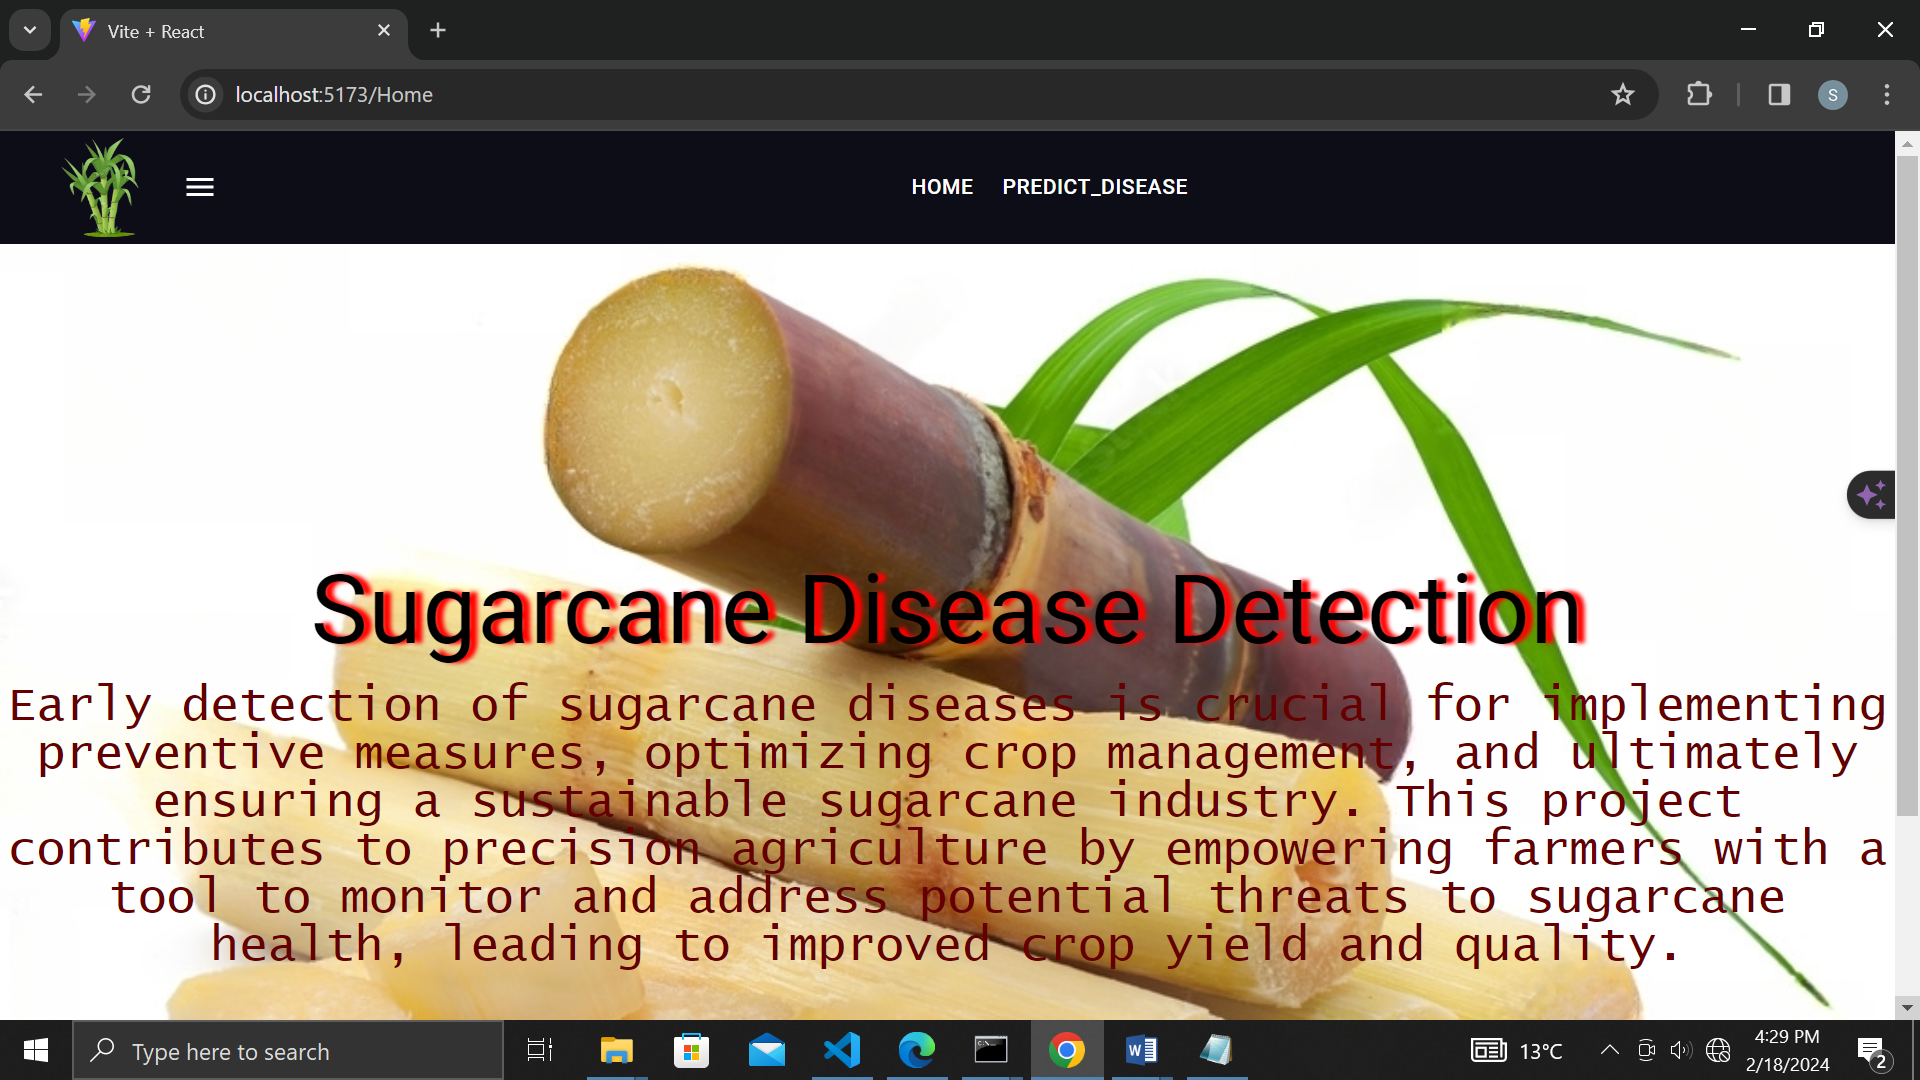 Vite + React
localhost:5173/Home
S
HOME PREDICT_DISEASE
Sugarcane Disease Detection
Early detection of sugarcane diseases is crucial for implementing
preventive measures, optimizing crop management, and ultimately
ensuring a sustainable sugarcane industry. This project
contributes to precision agriculture by empowering farmers with a
tool to monitor and address potential threats to sugarcane
health, leading to improved crop yield and quality.
Type here to search
13°C
4:29 PM
2/18/2024
2